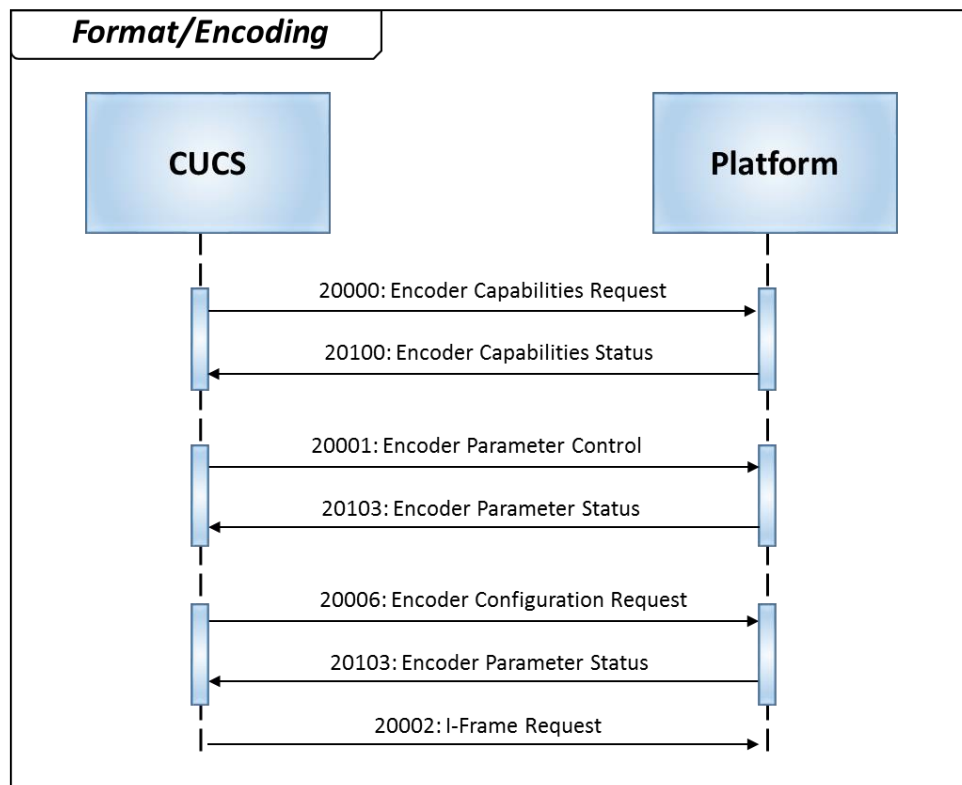 Format/Encoding
CUCS
Platform
20000: Encoder Capabilities Request
20100: Encoder Capabilities Status
20001: Encoder Parameter Control
20103: Encoder Parameter Status
20006: Encoder Configuration Request
20103: Encoder Parameter Status
20002: I-Frame Request